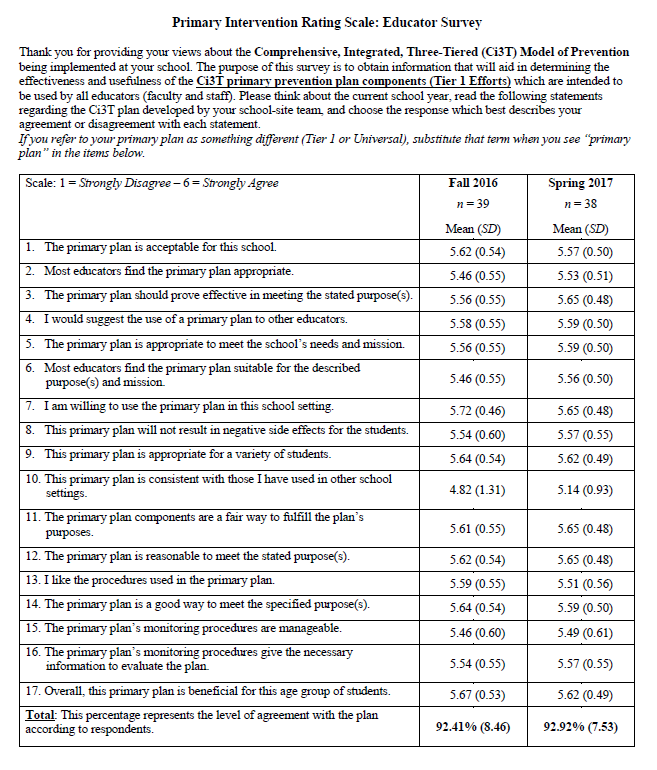 Primary Intervention Rating Scale: Educator Survey
Thank you for providing your views about the Comprehensive, Integrated, Three-Tiered (Ci3T) Model of Prevention
being implemented at your school. The purpose of this survey is to obtain information that will aid in determining the
effectiveness and usefulness of the Ci3T primary prevention plan components (Tier 1 Efforts) which are intended to
be used by all educators (faculty and staff). Please think about the current school year, read the following statements
regarding the Ci3T plan developed by your school-site team, and choose the response which best describes your
agreement or disagreement with each statement.
If you refer to your primary plan as something different (Tier 1 or Universal), substitute that term when you see “primary
plan” in the items below.
Scale: 1 = Strongly Disagree – 6 = Strongly Agree Fall 2016 Spring 2017
n = 39 n = 38
Mean (SD) Mean (SD)
1. The primary plan is acceptable for this school. 5.62 (0.54) 5.57 (0.50)
2. Most educators find the primary plan appropriate. 5.46 (0.55) 5.53 (0.51)
3. The primary plan should prove effective in meeting the stated purpose(s). 5.56 (0.55) 5.65 (0.48)
4. I would suggest the use of a primary plan to other educators. 5.58 (0.55) 5.59 (0.50)
5. The primary plan is appropriate to meet the school’s needs and mission. 5.56 (0.55) 5.59 (0.50)
6. Most educators find the primary plan suitable for the described
purpose(s) and mission. 5.46 (0.55) 5.56 (0.50)
7. I am willing to use the primary plan in this school setting. 5.72 (0.46) 5.65 (0.48)
8. This primary plan will not result in negative side effects for the students. 5.54 (0.60) 5.57 (0.55)
9. This primary plan is appropriate for a variety of students. 5.64 (0.54) 5.62 (0.49)
10. This primary plan is consistent with those I have used in other school
settings. 4.82 (1.31) 5.14 (0.93)
11. The primary plan components are a fair way to fulfill the plan’s
purposes. 5.61 (0.55) 5.65 (0.48)
12. The primary plan is reasonable to meet the stated purpose(s). 5.62 (0.54) 5.65 (0.48)
13. I like the procedures used in the primary plan. 5.59 (0.55) 5.51 (0.56)
14. The primary plan is a good way to meet the specified purpose(s). 5.64 (0.54) 5.59 (0.50)
15. The primary plan’s monitoring procedures are manageable. 5.46 (0.60) 5.49 (0.61)
16. The primary plan’s monitoring procedures give the necessary
information to evaluate the plan. 5.54 (0.55) 5.57 (0.55)
17. Overall, this primary plan is beneficial for this age group of students. 5.67 (0.53) 5.62 (0.49)
Total: This percentage represents the level of agreement with the plan
according to respondents. 92.41% (8.46) 92.92% (7.53)